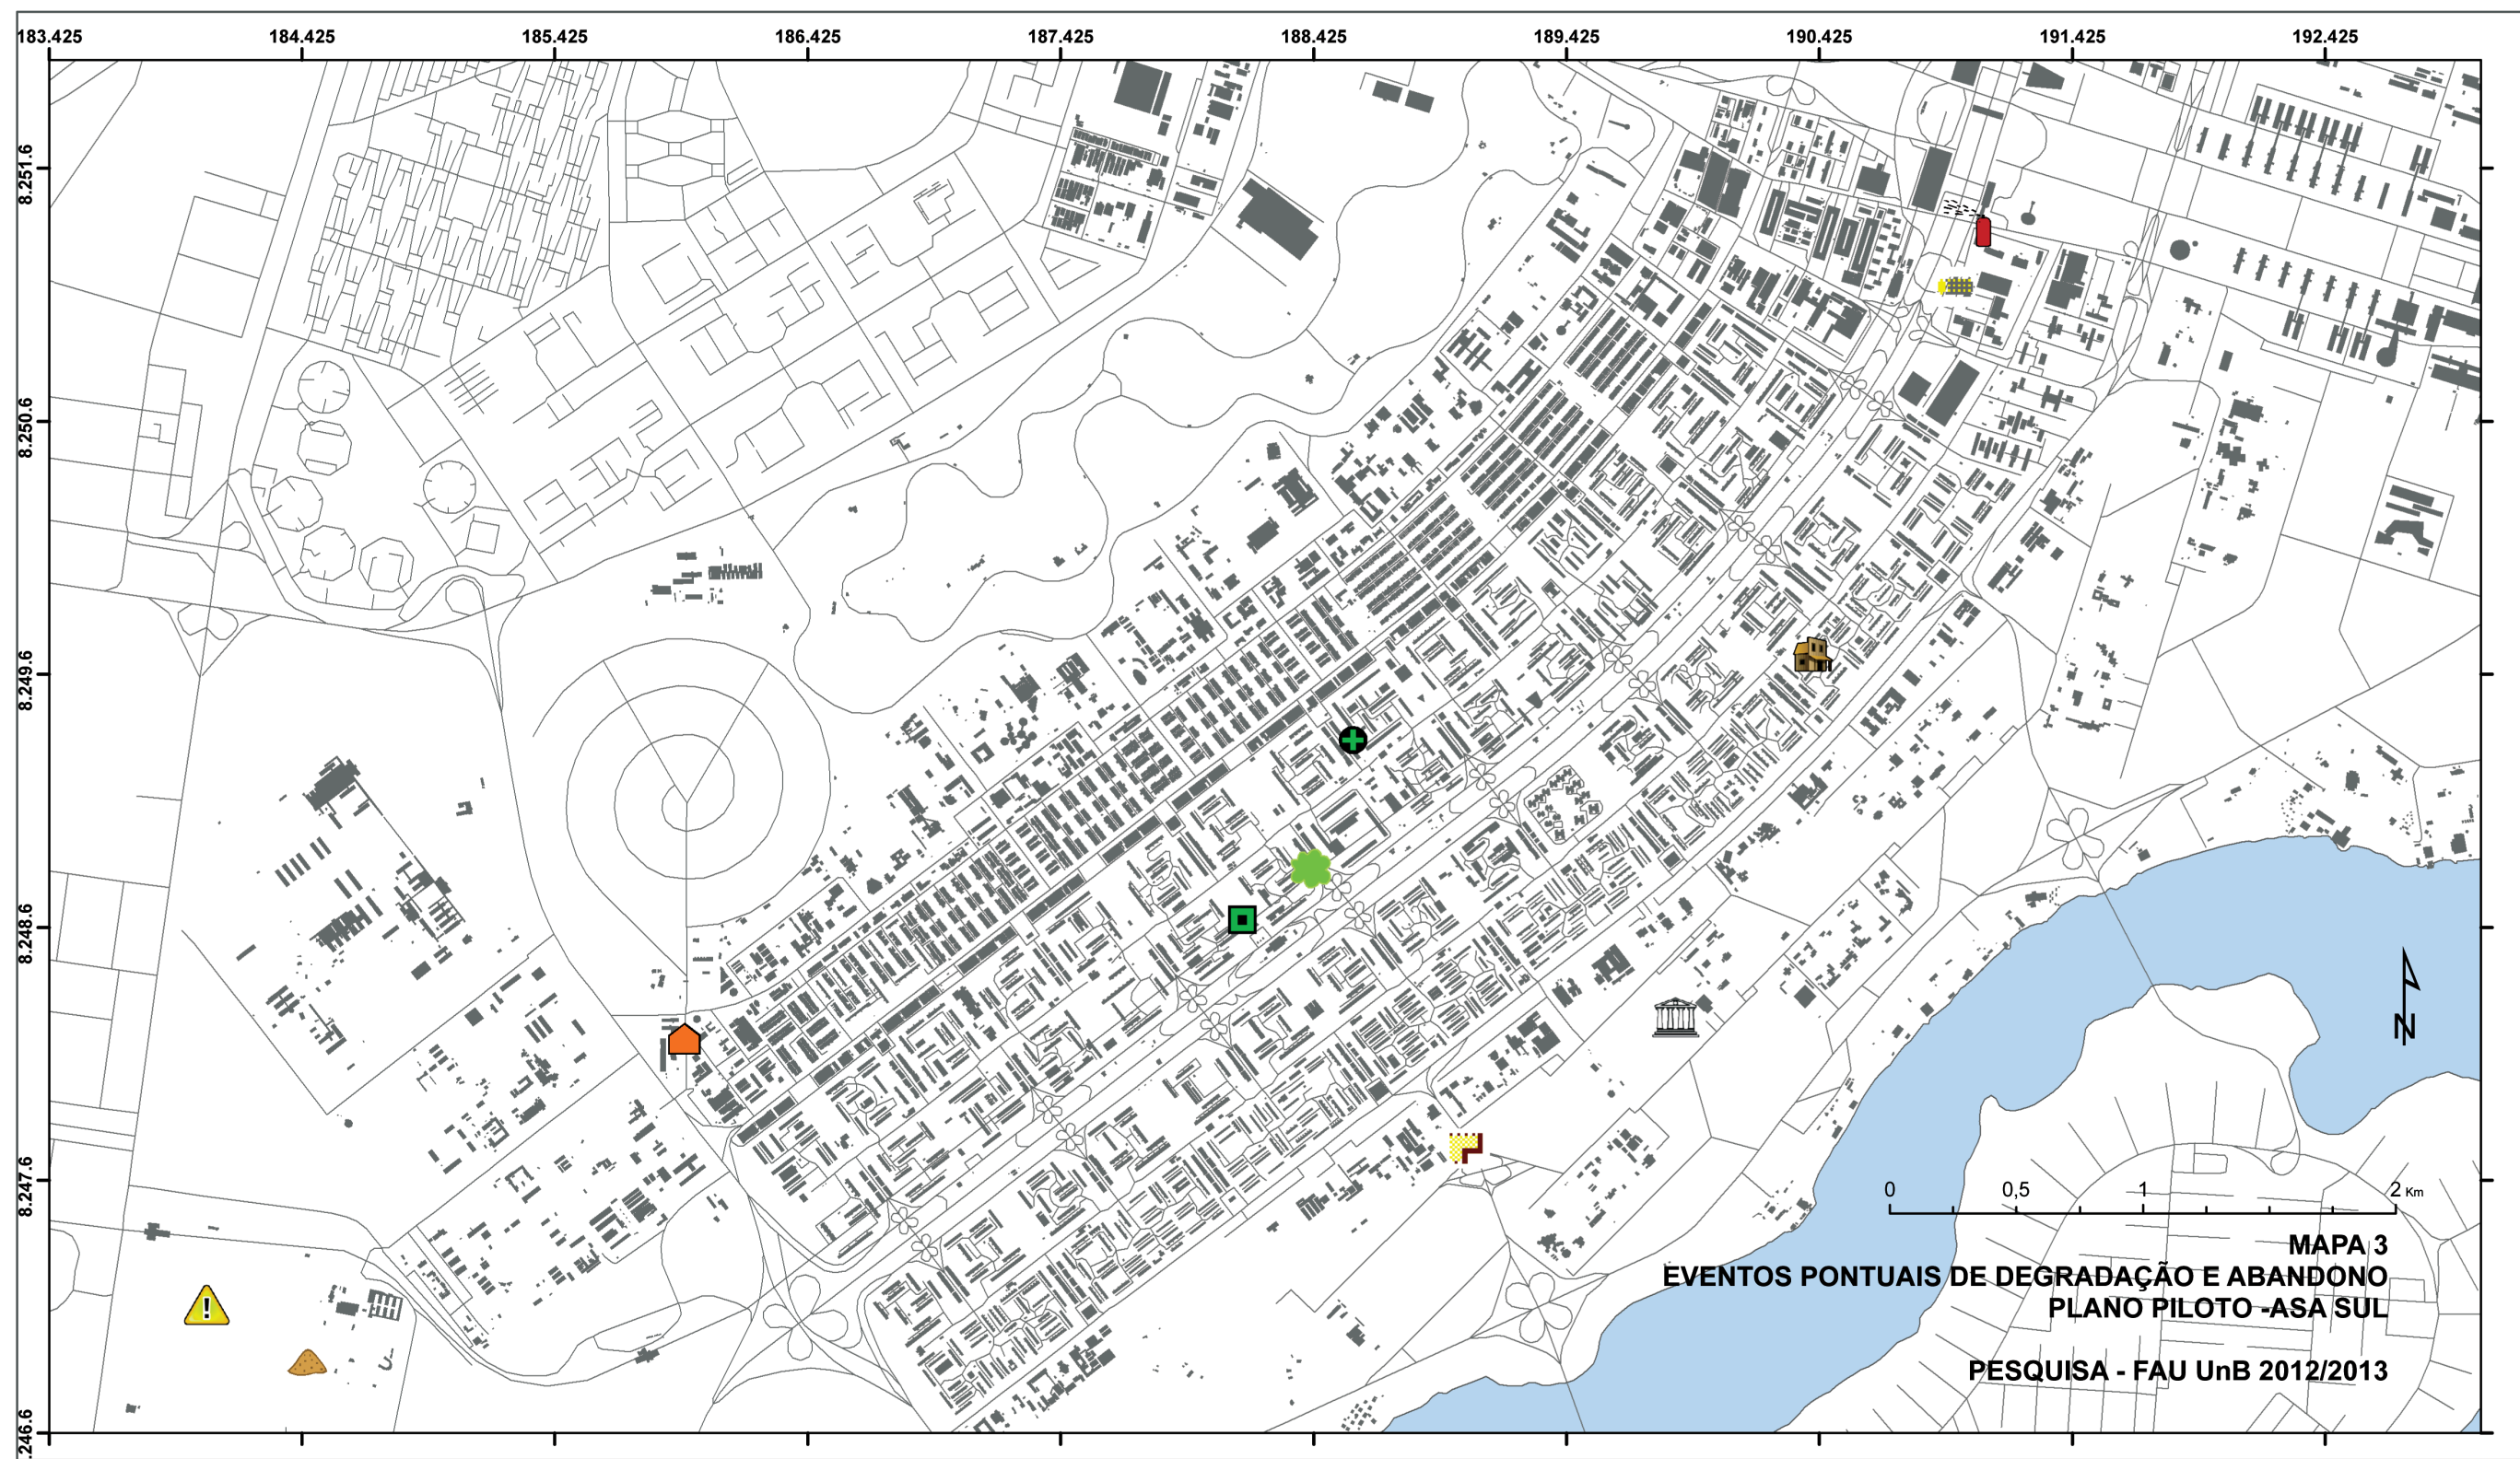 183.425 184.425 185.425 186.425 187.425 188.425 189.425 190.425 191.425 192.425
8.251.6
8.250.6
8.249.6
8.248.6
8.247.6
.246.6
!
N
0 0,5 1 2 Km
MAPA 3
EVENTOS PONTUAIS DE DEGRADAÇÃO E ABANDONO
PLANO PILOTO -ASA SUL
PESQUISA - FAU UnB 2012/2013